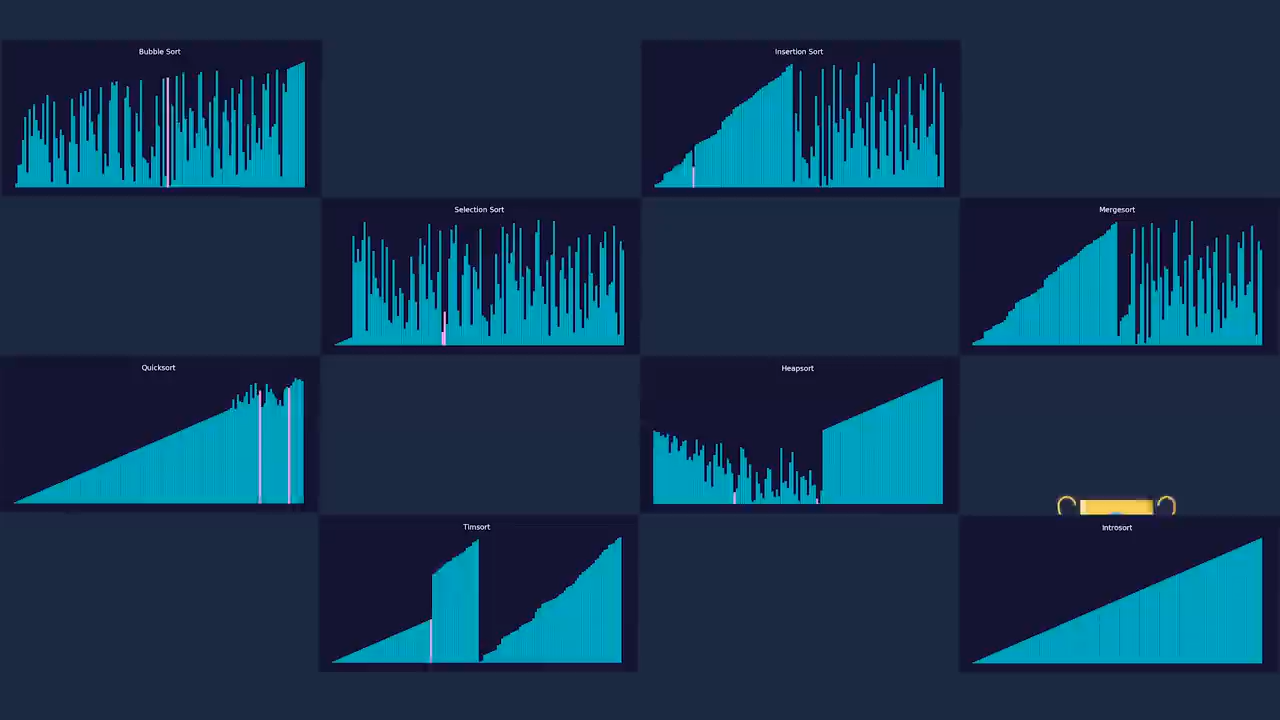 Bubble Sort
Insertion Sort
Selection Sort
Mergesort
Quicksort
Heapsort
Timsort
Introsort